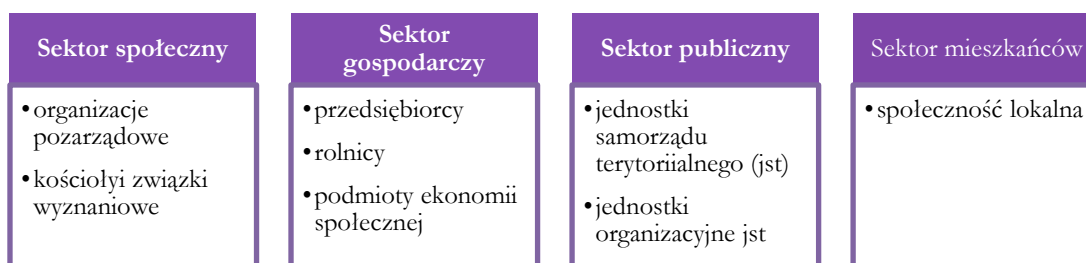 Sektor społeczny
•organizacje
pozarządowe
•kościołyi związki
wyznaniowe
Sektor
gospodarczy
•przedsiębiorcy
•rolnicy
•podmioty ekonomii
społecznej
Sektor publiczny
•jednostki
samorządu
terytoriialnego (jst)
•jednostki
organizacyjne jst
Sektor mieszkańców
•społeczność lokalna